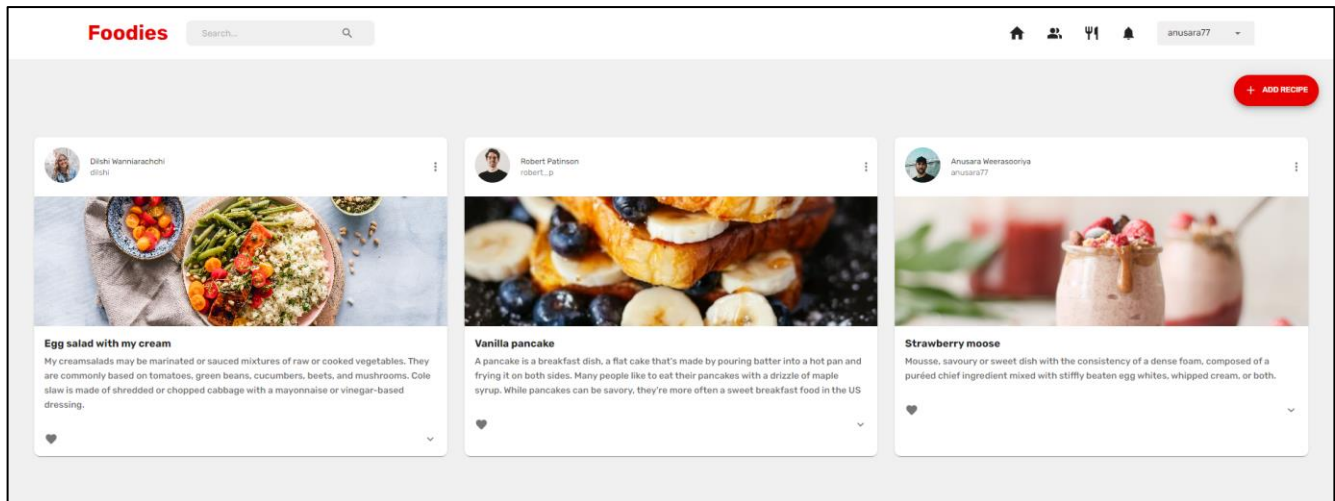 Foodies
Search...
anusara77
+ ADD RECIPE
Dilshi Wanniarachchi
dilshi
Egg salad with my cream
My creamsalads may be marinated or sauced mixtures of raw or cooked vegetables. They
are commonly based on tomatoes, green beans, cucumbers, beets, and mushrooms. Cole
slaw is made of shredded or chopped cabbage with a mayonnaise or vinegar-based
dressing.
Robert Patinson
robert_p
Vanilla pancake
A pancake is a breakfast dish, a flat cake that's made by pouring batter into a hot pan and
frying it on both sides. Many people like to eat their pancakes with a drizzle of maple
syrup. While pancakes can be savory, they're more often a sweet breakfast food in the US
Anusara Weerasooriya
anusara77
Strawberry moose
Mousse, savoury or sweet dish with the consistency of a dense foam, composed of a
puréed chief ingredient mixed with stiffly beaten egg whites, whipped cream, or both.